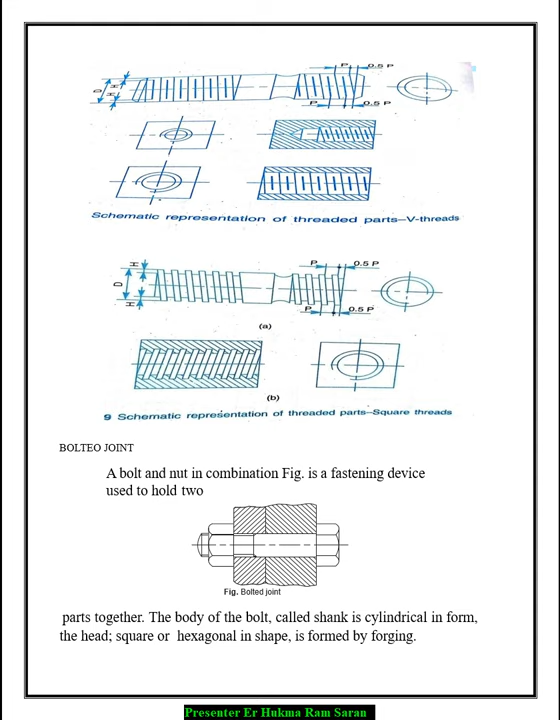 P 0.5 P
D H
H
P 0.5 P
Schematic representation of threaded parts—V-threads
H P 0.5 P
D
H P 0.5 P
(a)
(b)
9 Schematic representation of threaded parts—Square threads
BOLTEO JOINT
A bolt and nut in combination Fig. is a fastening device
used to hold two
Fig. Bolted joint
parts together. The body of the bolt, called shank is cylindrical in form,
the head; square or hexagonal in shape, is formed by forging.
Presenter Er Hukma Ram Saran